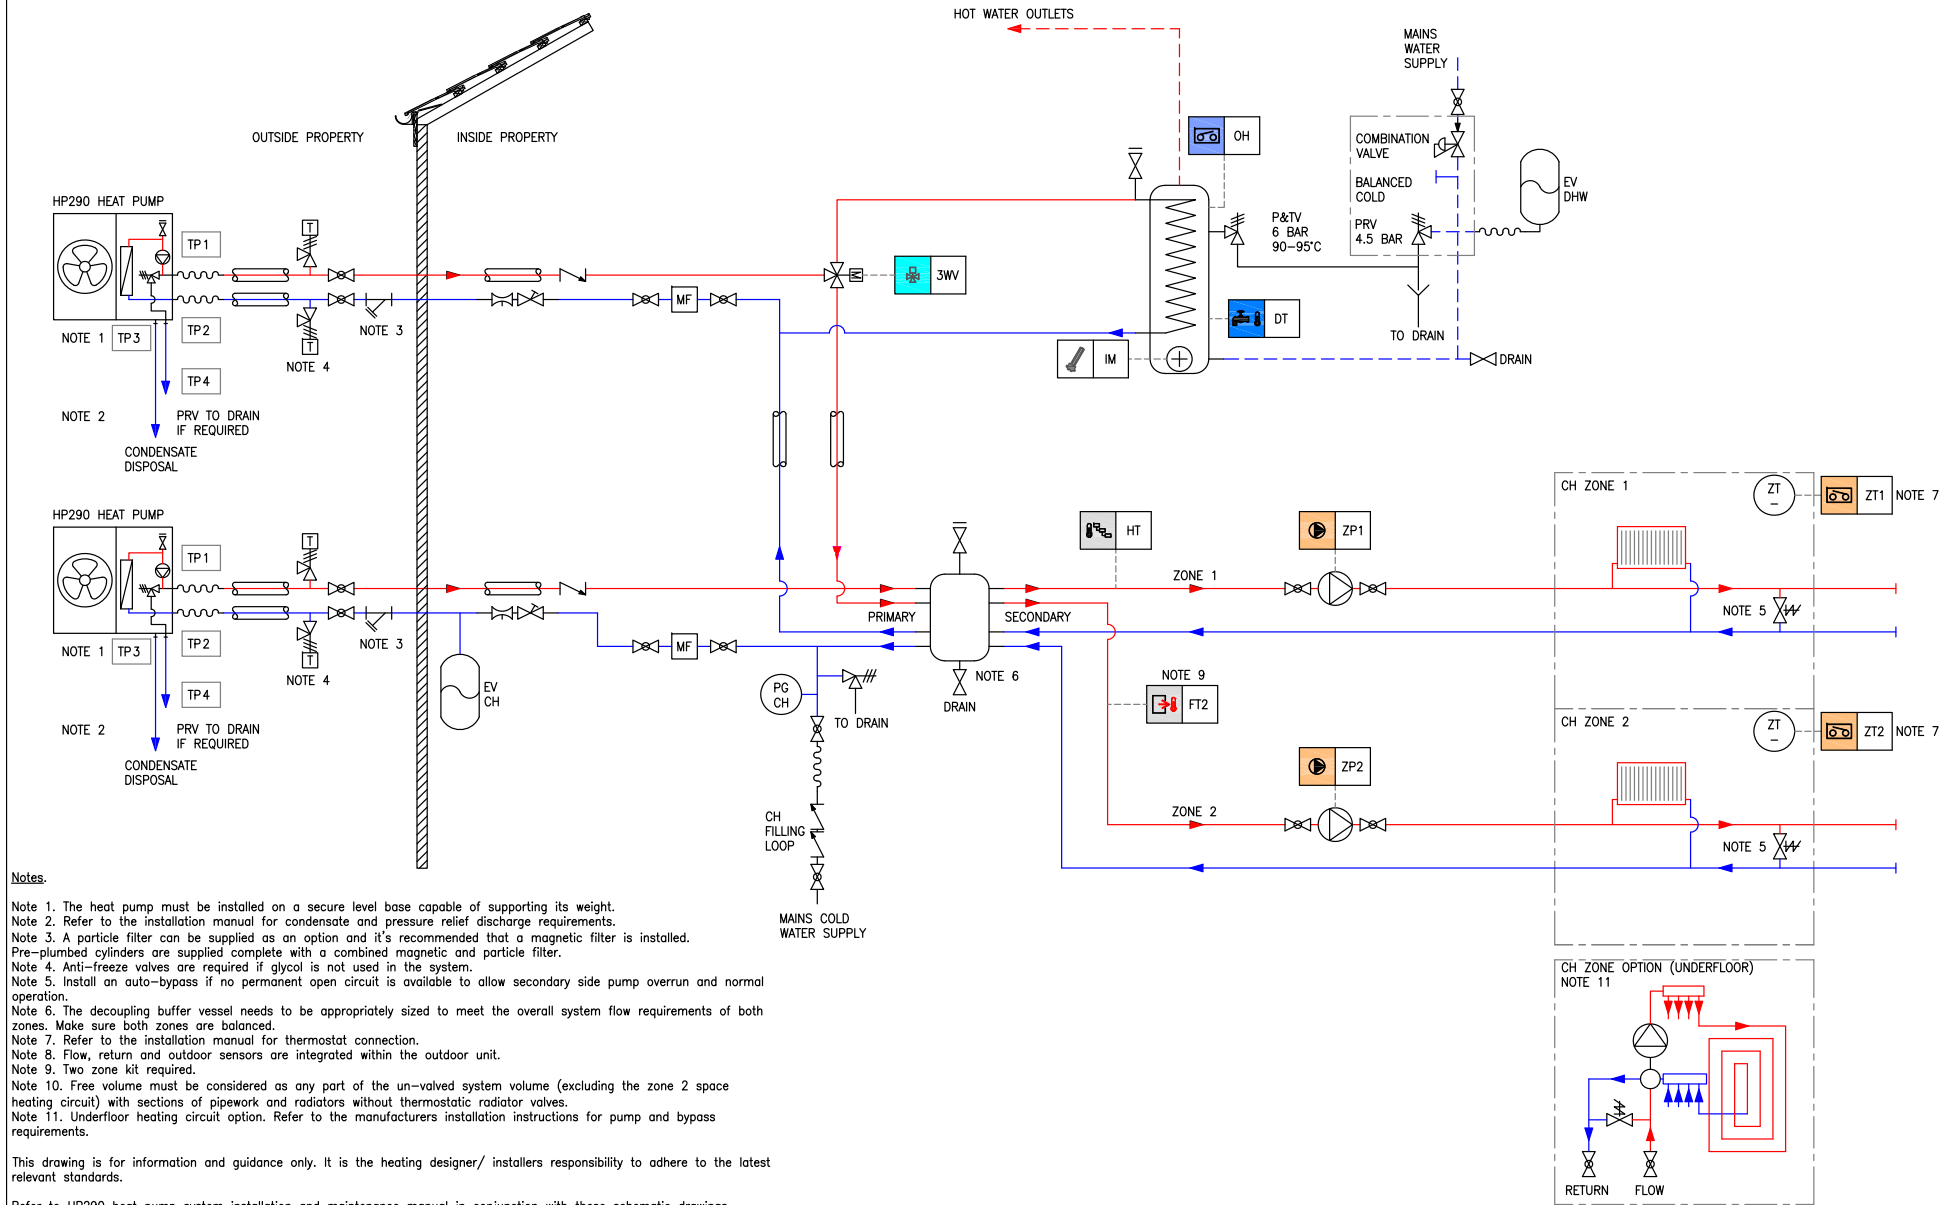 HOT WATER OUTLETS
MAINS
WATER
SUPPLY
OUTSIDE PROPERTY
INSIDE PROPERTY
OH
COMBINATION
VALVE
BALANCED
COLD
PRV
4.5 BAR
EV
DHW
P&TV
6 BAR
90-95°C
HP290 HEAT PUMP
TP1
3WV
M
T
MF
NOTE 1
TP3
TP2
NOTE 3
T
NOTE 4
DT
TO DRAIN
IM
DRAIN
TP4
NOTE 2
PRV TO DRAIN
IF REQUIRED
CONDENSATE
DISPOSAL
CH ZONE 1
ZT
-
ZT1
NOTE 7
HP290 HEAT PUMP
TP1
T
HT
ZP1
ZONE 1
PRIMARY
SECONDARY
NOTE 5
NOTE 1
TP3
TP2
NOTE 3
T
NOTE 4
MF
NOTE 6
DRAIN
TP4
EV
CH
PG
CH
TO DRAIN
NOTE 9
FT2
NOTE 2
PRV TO DRAIN
IF REQUIRED
CONDENSATE
DISPOSAL
CH ZONE 2
ZT
-
ZT2
NOTE 7
ZP2
ZONE 2
NOTE 5
CH
FILLING
LOOP
MAINS COLD
WATER SUPPLY
Notes.
Note 1. The heat pump must be installed on a secure level base capable of supporting its weight.
Note 2. Refer to the installation manual for condensate and pressure relief discharge requirements.
Note 3. A particle filter can be supplied as an option and it's recommended that a magnetic filter is installed.
Pre-plumbed cylinders are supplied complete with a combined magnetic and particle filter.
Note 4. Anti-freeze valves are required if glycol is not used in the system.
Note 5. Install an auto-bypass if no permanent open circuit is available to allow secondary side pump overrun and normal
operation.
Note 6. The decoupling buffer vessel needs to be appropriately sized to meet the overall system flow requirements of both
zones. Make sure both zones are balanced.
Note 7. Refer to the installation manual for thermostat connection.
Note 8. Flow, return and outdoor sensors are integrated within the outdoor unit.
Note 9. Two zone kit required.
Note 10. Free volume must be considered as any part of the un-valved system volume (excluding the zone 2 space
heating circuit) with sections of pipework and radiators without thermostatic radiator valves.
Note 11. Underfloor heating circuit option. Refer to the manufacturers installation instructions for pump and bypass
requirements.
This drawing is for information and guidance only. It is the heating designer/ installers responsibility to adhere to the latest
relevant standards.
Refer to HP290 heat pump system installation and maintenance manual in conjunction with these schematic drawings
CH ZONE OPTION (UNDERFLOOR)
NOTE 11
RETURN
FLOW